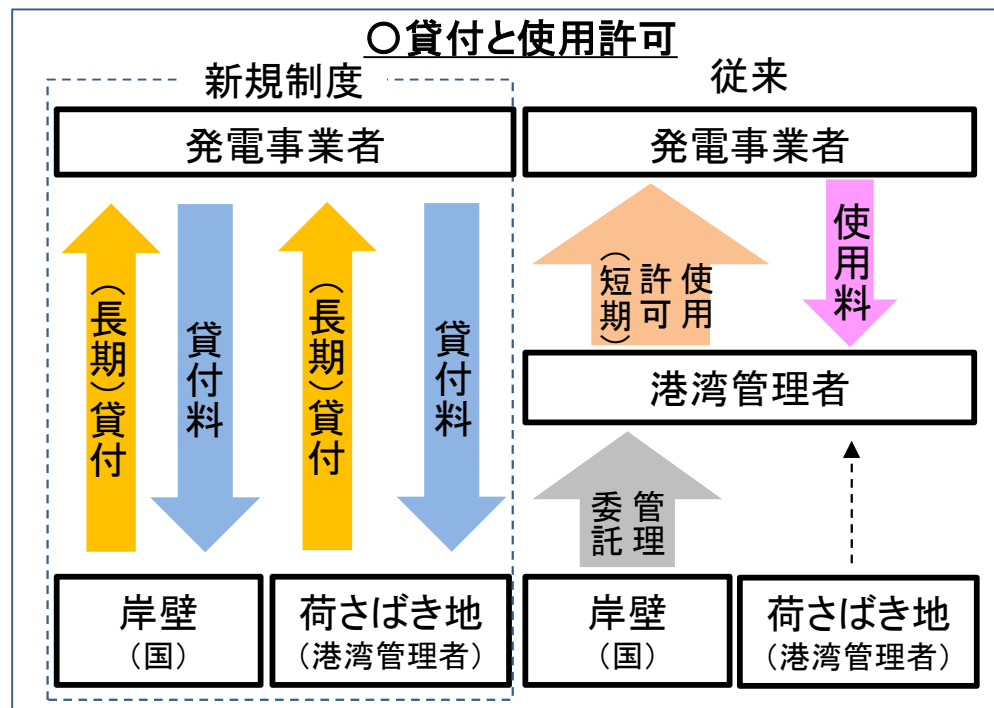 〇貸付と使用許可
新規制度
発電事業者
(長期)貸付
貸付料
(長期)貸付
貸付料
岸壁
(国)
荷さばき地
(港湾管理者)
従来
発電事業者
使用
許可
(短期)
使用料
港湾管理者
管理
委託
岸壁
(国)
荷さばき地
(港湾管理者)